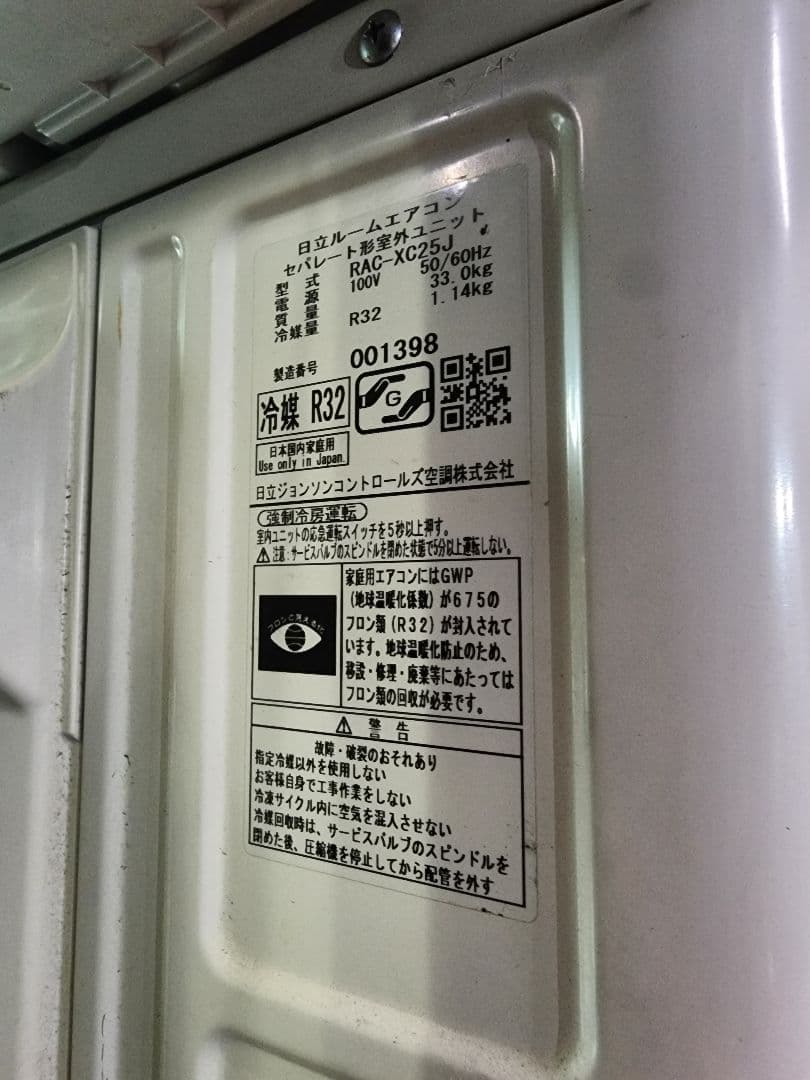 日立ルームエアコン
セパレート形室外ユニット
型式 RAC-XC25J
電源 100V 50/60Hz
質量 33.0kg
冷媒量 R32 1.14kg
製造番号 001398
冷媒 R32
G
日本国内家庭用
Use only in Japan.
日立ジョンソンコントロールズ空調株式会社
強制冷房運転
室内ユニットの応急運転スイッチを5秒以上押す。
⚠注意:サービスバルブのスピンドルを閉めた状態で5分以上運転しない。
フロンの見える化
家庭用エアコンにはGWP
(地球温暖化係数)が675の
フロン類(R32)が封入されて
います。地球温暖化防止のため、
移設・修理・廃棄等にあたっては
フロン類の回収が必要です。
⚠ 警告
故障・破裂のおそれあり
指定冷媒以外を使用しない
お客様自身で工事作業をしない
冷凍サイクル内に空気を混入させない
冷媒回収時は、サービスバルブのスピンドルを
閉めた後、圧縮機を停止してから配管を外す